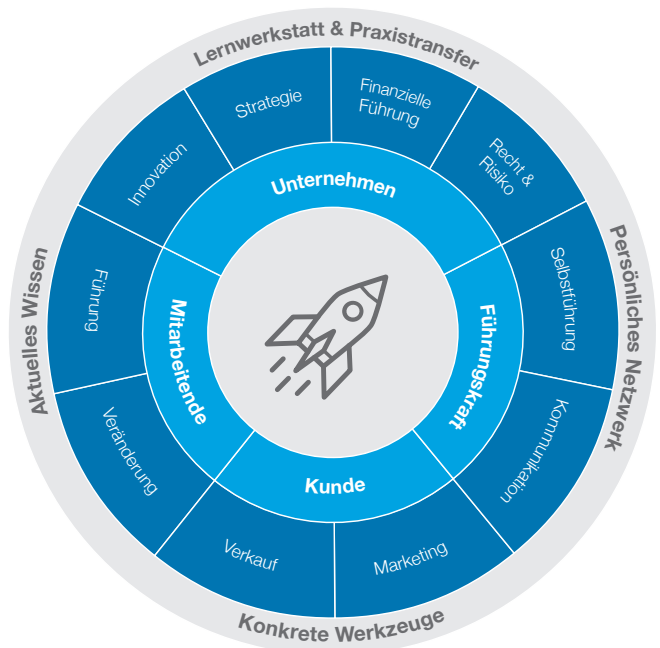 Lernwerkstatt & Praxistransfer
Strategie
Finanzielle
Führung
Innovation
Recht &
Risiko
Unternehmen
Aktuelles Wissen
Führung
Mitarbeitende
Führungskraft
Selbstführung
Persönliches Netzwerk
Veränderung
Kommunikation
Kunde
Verkauf
Marketing
Konkrete Werkzeuge